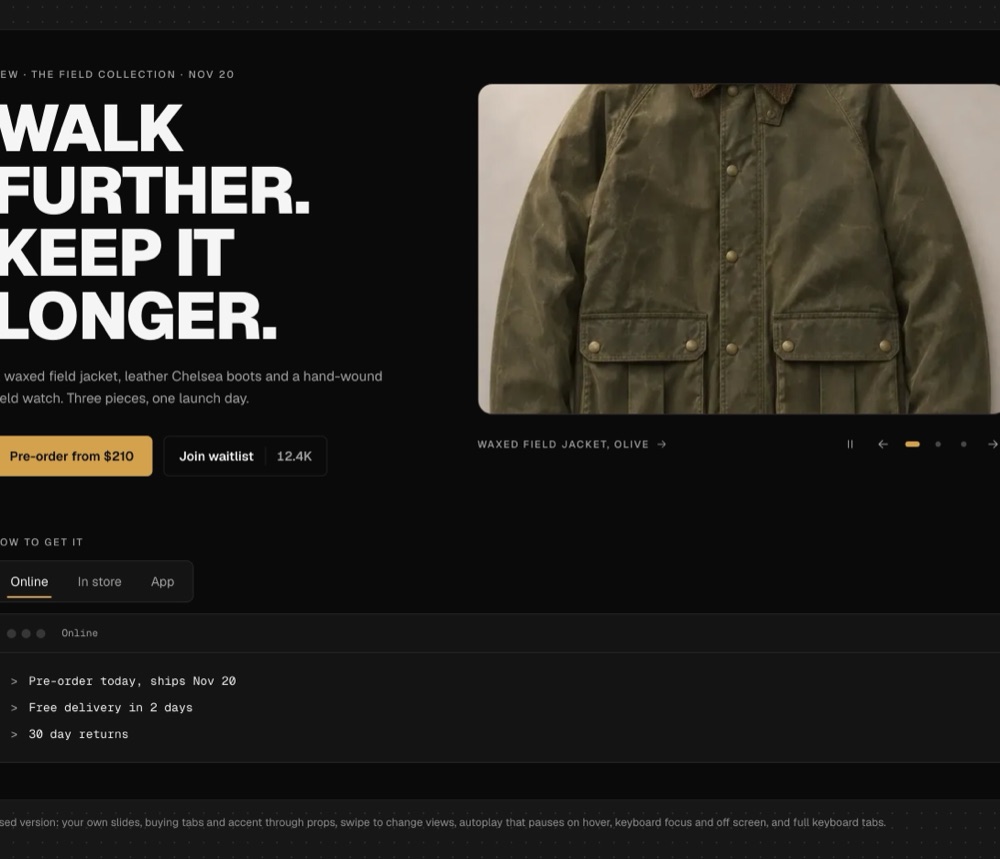 EW · THE FIELD COLLECTION · NOV 20
WALK
FURTHER.
KEEP IT
LONGER.
waxed field jacket, leather Chelsea boots and a hand-wound
eld watch. Three pieces, one launch day.
Pre-order from $210
Join waitlist 12.4K
WAXED FIELD JACKET, OLIVE →
OW TO GET IT
Online In store App
Online
> Pre-order today, ships Nov 20
> Free delivery in 2 days
> 30 day returns
sed version: your own slides, buying tabs and accent through props, swipe to change views, autoplay that pauses on hover, keyboard focus and off screen, and full keyboard tabs.